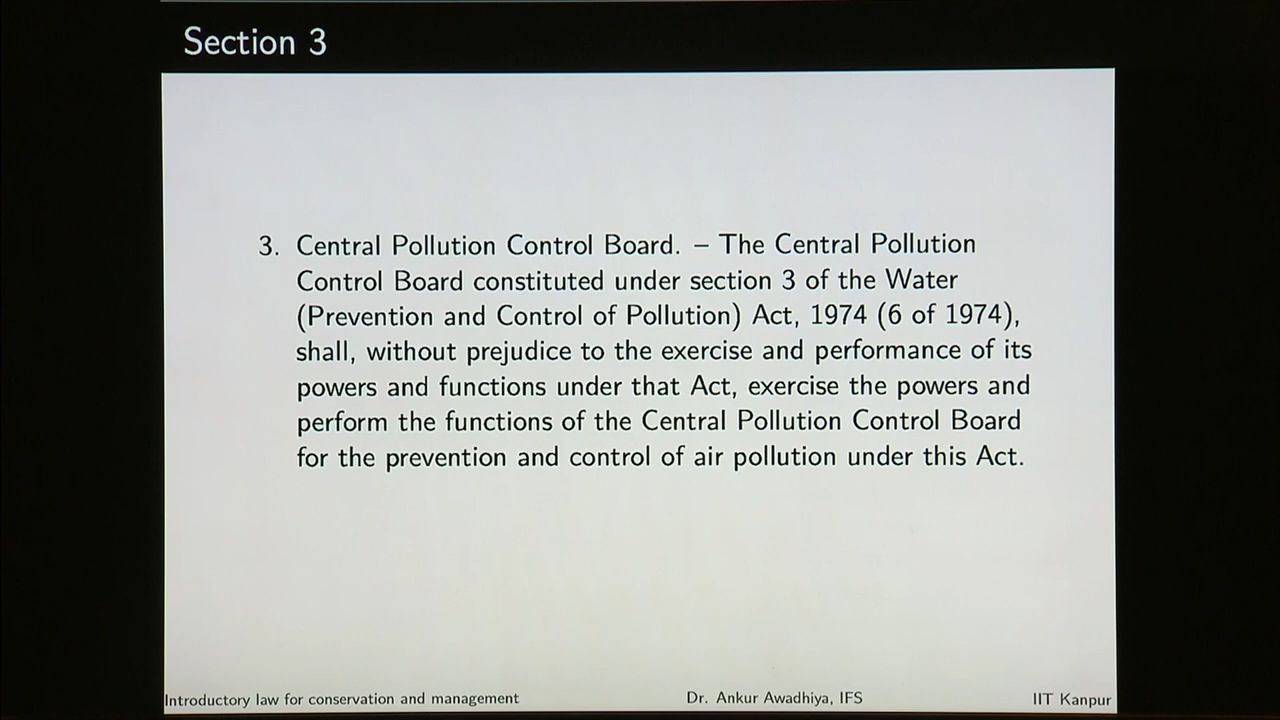 Section 3
3. Central Pollution Control Board. – The Central Pollution
Control Board constituted under section 3 of the Water
(Prevention and Control of Pollution) Act, 1974 (6 of 1974),
shall, without prejudice to the exercise and performance of its
powers and functions under that Act, exercise the powers and
perform the functions of the Central Pollution Control Board
for the prevention and control of air pollution under this Act.
Introductory law for conservation and management Dr. Ankur Awadhiya, IFS IIT Kanpur